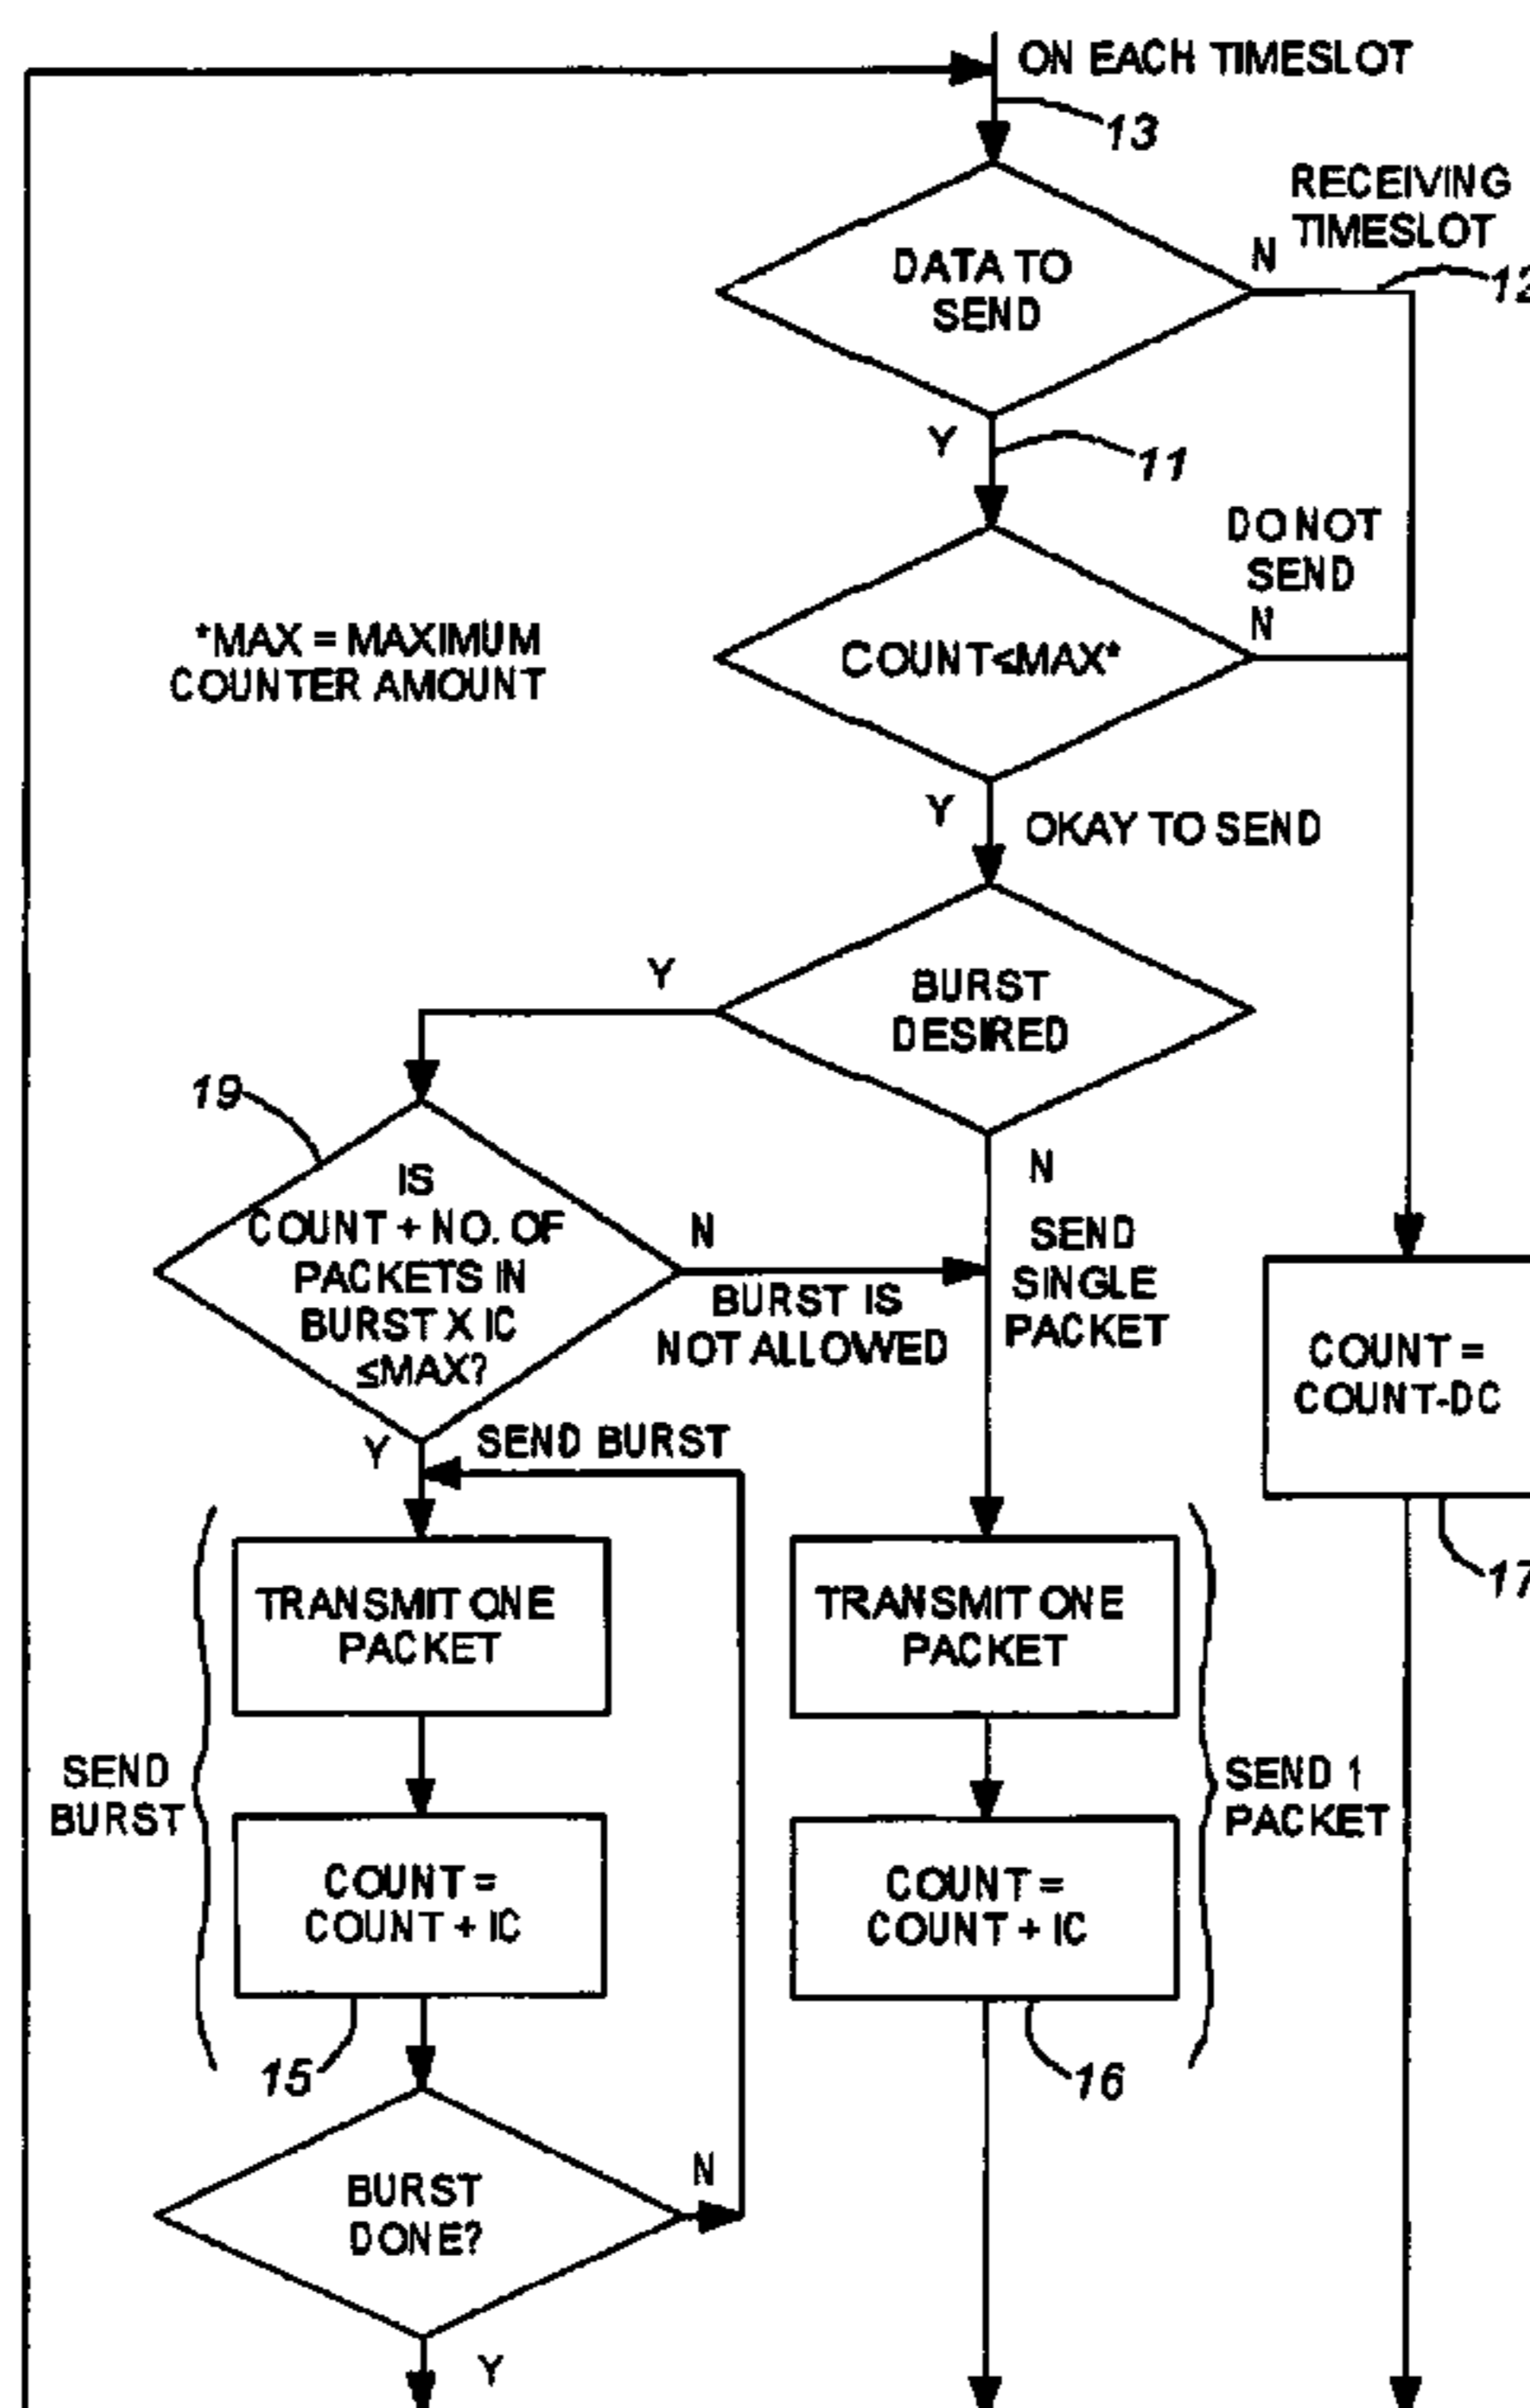 ON EACH TIMESLOT
13
RECEIVING
TIMESLOT
DATA TO
SEND
N
12
Y
11
DO NOT
SEND
N
*MAX = MAXIMUM
COUNTER AMOUNT
COUNT≤MAX*
Y
OKAY TO SEND
Y
BURST
DESIRED
19
N
IS
COUNT + NO. OF
PACKETS IN
BURST X IC
≤MAX?
N
BURST IS
NOT ALLOWED
SEND
SINGLE
PACKET
COUNT =
COUNT-DC
Y
SEND BURST
17
TRANSMIT ONE
PACKET
TRANSMIT ONE
PACKET
SEND
BURST
SEND 1
PACKET
COUNT =
COUNT + IC
COUNT =
COUNT + IC
15
16
BURST
DONE?
N
Y